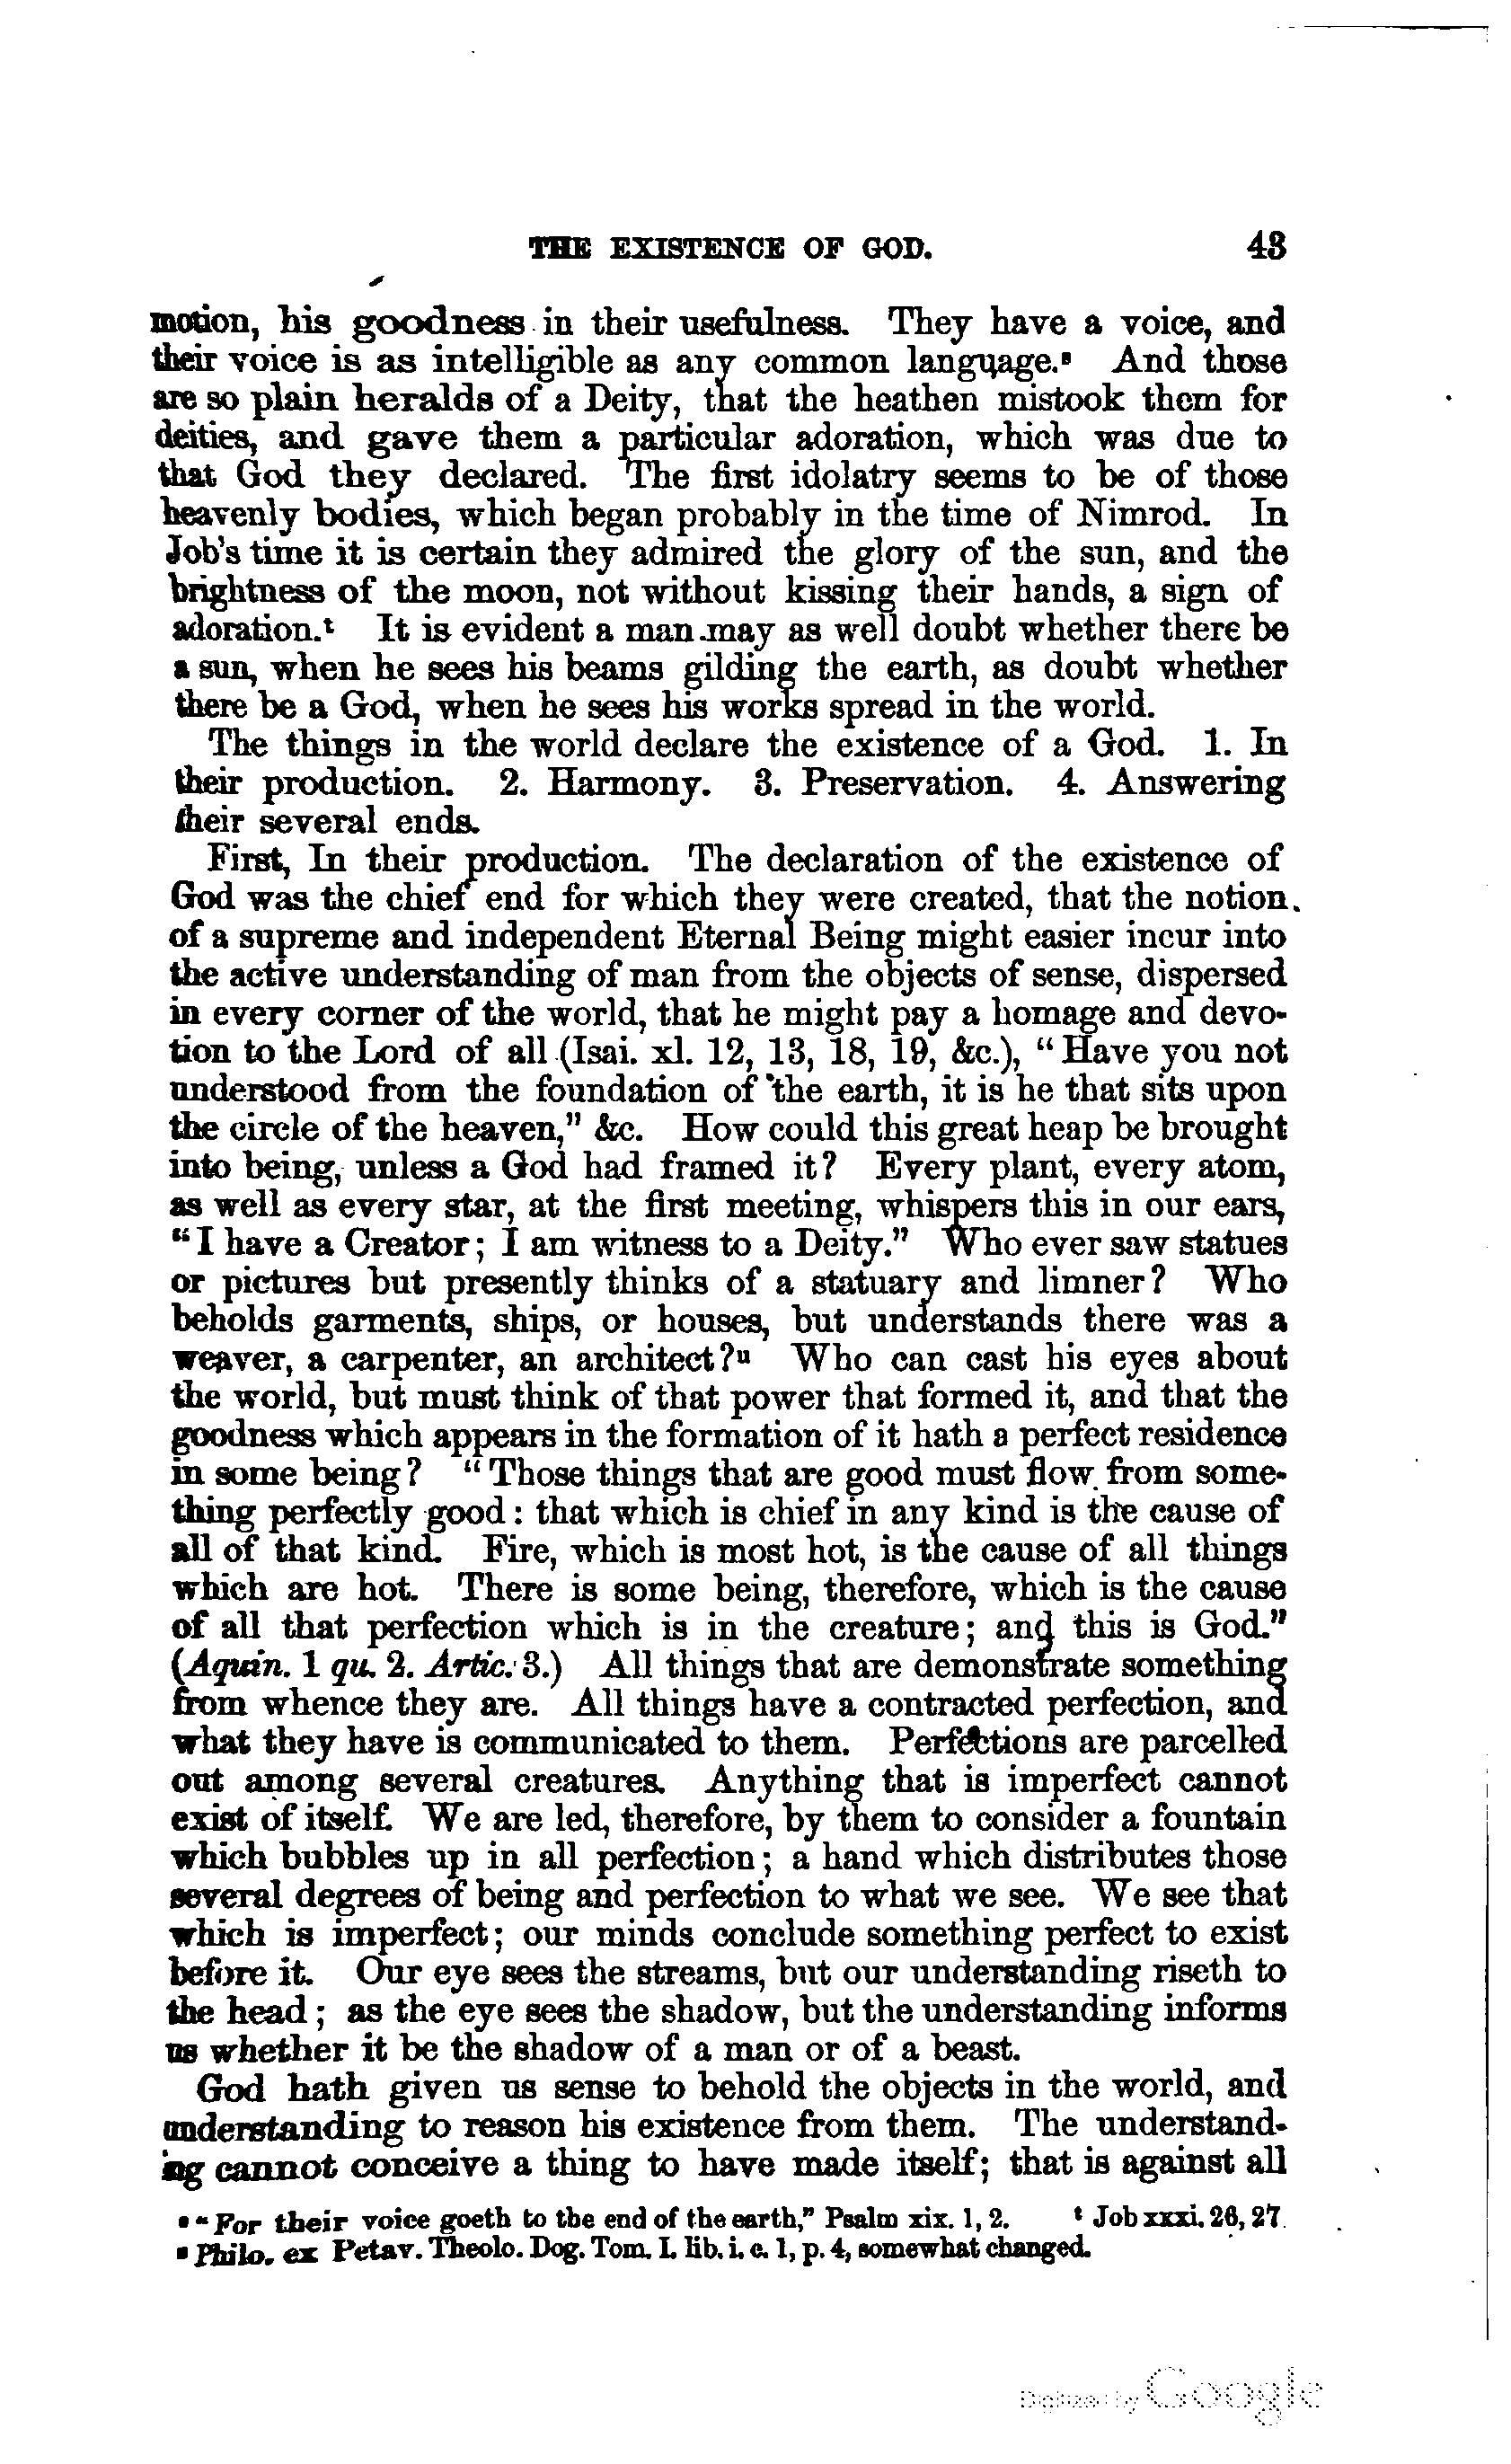 THE EXISTENCE OF GOD. 43
motion, his goodness in their usefulness. They have a voice, and
their voice is as intelligible as any common language.s And those
are so plain heralds of a Deity, that the heathen mistook them for
deities, and gave them a particular adoration, which was due to
that God they declared. The first idolatry seems to be of those
heavenly bodies, which began probably in the time of Nimrod. In
Job's time it is certain they admired the glory of the sun, and the
brightness of the moon, not without kissing their hands, a sign of
adoration.t It is evident a man may as well doubt whether there be
a sun, when he sees his beams gilding the earth, as doubt whether
there be a God, when he sees his works spread in the world.
The things in the world declare the existence of a God. 1. In
their production. 2. Harmony. 3. Preservation. 4. Answering
their several ends.
First, In their production. The declaration of the existence of
God was the chief end for which they were created, that the notion
of a supreme and independent Eternal Being might easier incur into
the active understanding of man from the objects of sense, dispersed
in every corner of the world, that he might pay a homage and devo-
tion to the Lord of all (Isai. xl. 12, 13, 18, 19, &c.), "Have you not
understood from the foundation of the earth, it is he that sits upon
the circle of the heaven," &c. How could this great heap be brought
into being, unless a God had framed it? Every plant, every atom,
as well as every star, at the first meeting, whispers this in our ears,
"I have a Creator; I am witness to a Deity." Who ever saw statues
or pictures but presently thinks of a statuary and limner? Who
beholds garments, ships, or houses, but understands there was a
weaver, a carpenter, an architect?u Who can cast his eyes about
the world, but must think of that power that formed it, and that the
goodness which appears in the formation of it hath a perfect residence
in some being? "Those things that are good must flow from some-
thing perfectly good: that which is chief in any kind is the cause of
all of that kind. Fire, which is most hot, is the cause of all things
which are hot. There is some being, therefore, which is the cause
of all that perfection which is in the creature; and this is God."
(Aquin. 1 qu. 2. Artic. 3.) All things that are demonstrate something
from whence they are. All things have a contracted perfection, and
what they have is communicated to them. Perfections are parcelled
out among several creatures. Anything that is imperfect cannot
exist of itself. We are led, therefore, by them to consider a fountain
which bubbles up in all perfection; a hand which distributes those
several degrees of being and perfection to what we see. We see that
which is imperfect; our minds conclude something perfect to exist
before it. Our eye sees the streams, but our understanding riseth to
the head; as the eye sees the shadow, but the understanding informs
us whether it be the shadow of a man or of a beast.
God hath given us sense to behold the objects in the world, and
understanding to reason his existence from them. The understand-
ing cannot conceive a thing to have made itself; that is against all
s "For their voice goeth to the end of the earth," Psalm xix. 1, 2. t Job xxxi. 26, 27.
u Philo. ex Petav. Theolo. Dog. Tom. I. lib. i. c. 1, p. 4, somewhat changed.
Digitized by Google